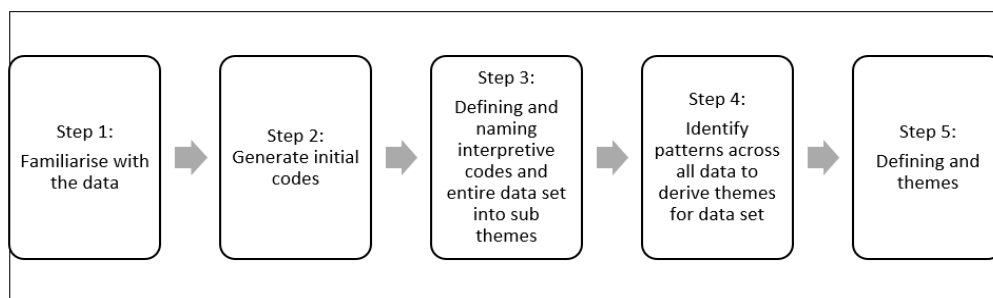 Step 1:
Familiarise with
the data
Step 2:
Generate initial
codes
Step 3:
Defining and
naming
interpretive
codes and
entire data set
into sub
themes
Step 4:
Identify
patterns across
all data to
derive themes
for data set
Step 5:
Defining and
themes